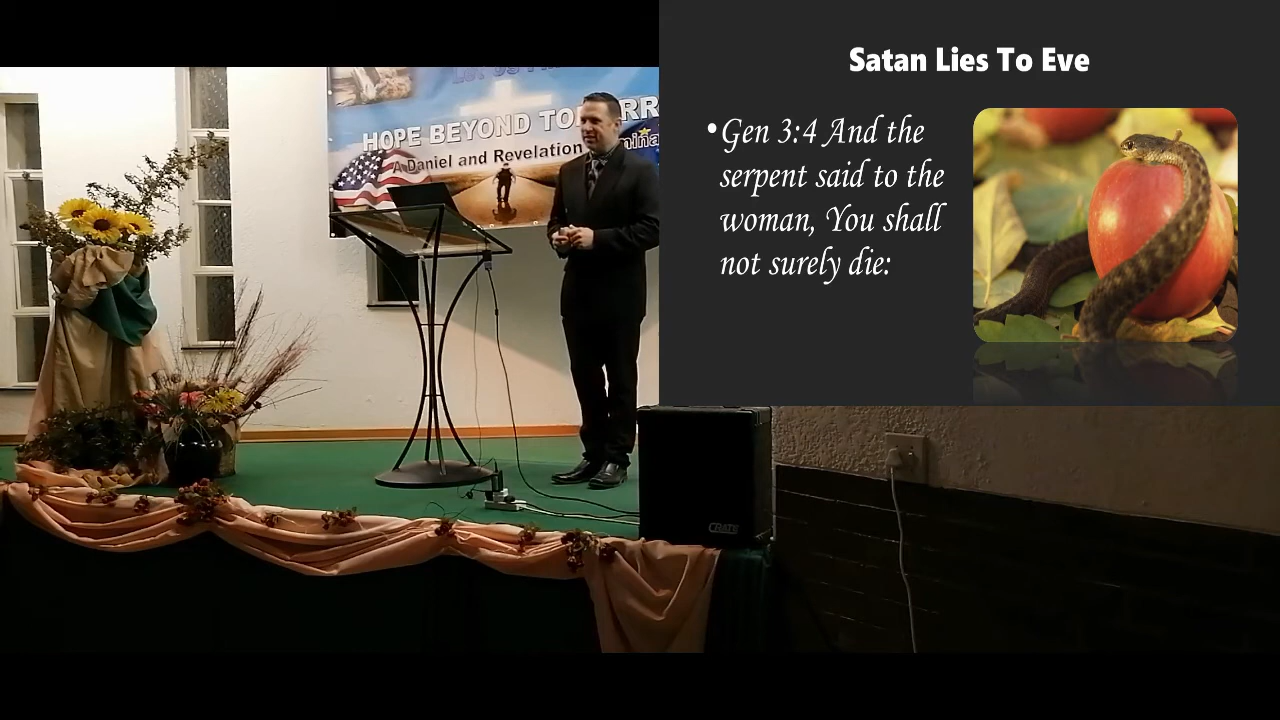 HOPE BEYOND
A Daniel and Revelation
CRATE
Satan Lies To Eve
•Gen 3:4 And the
serpent said to the
woman, You shall
not surely die: